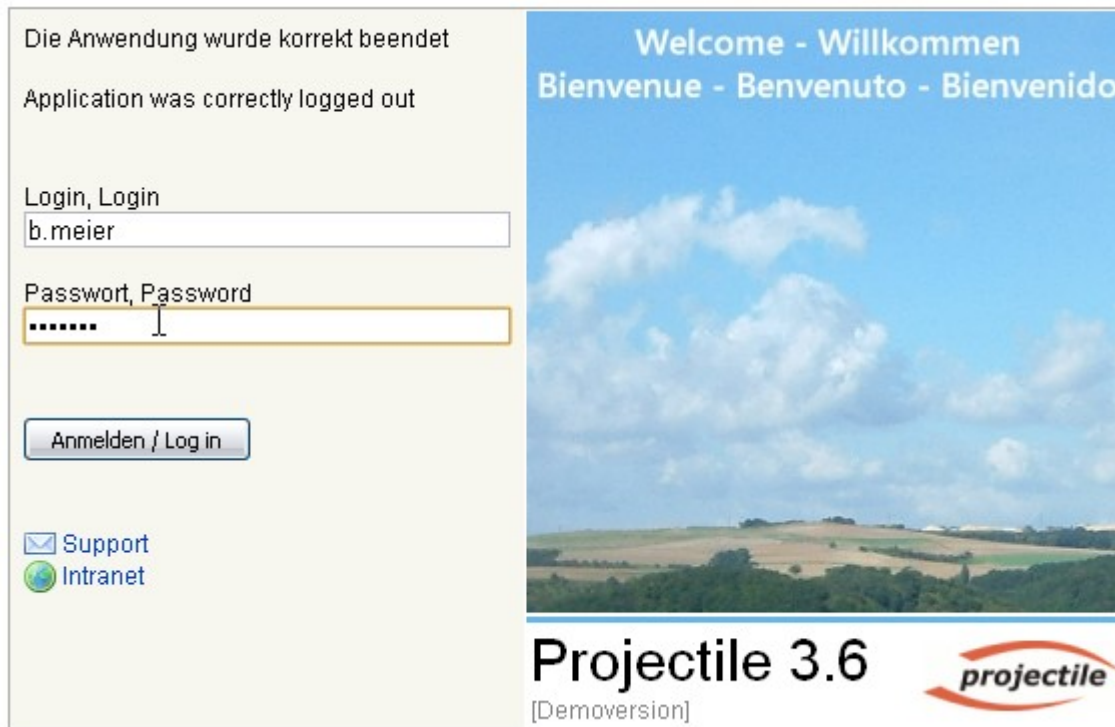 Die Anwendung wurde korrekt beendet
Application was correctly logged out
Login, Login
b.meier
Passwort, Password
•••••••
Anmelden / Log in
Support
Intranet
Welcome - Willkommen
Bienvenue - Benvenuto - Bienvenido
Projectile 3.6
projectile
[Demoversion]